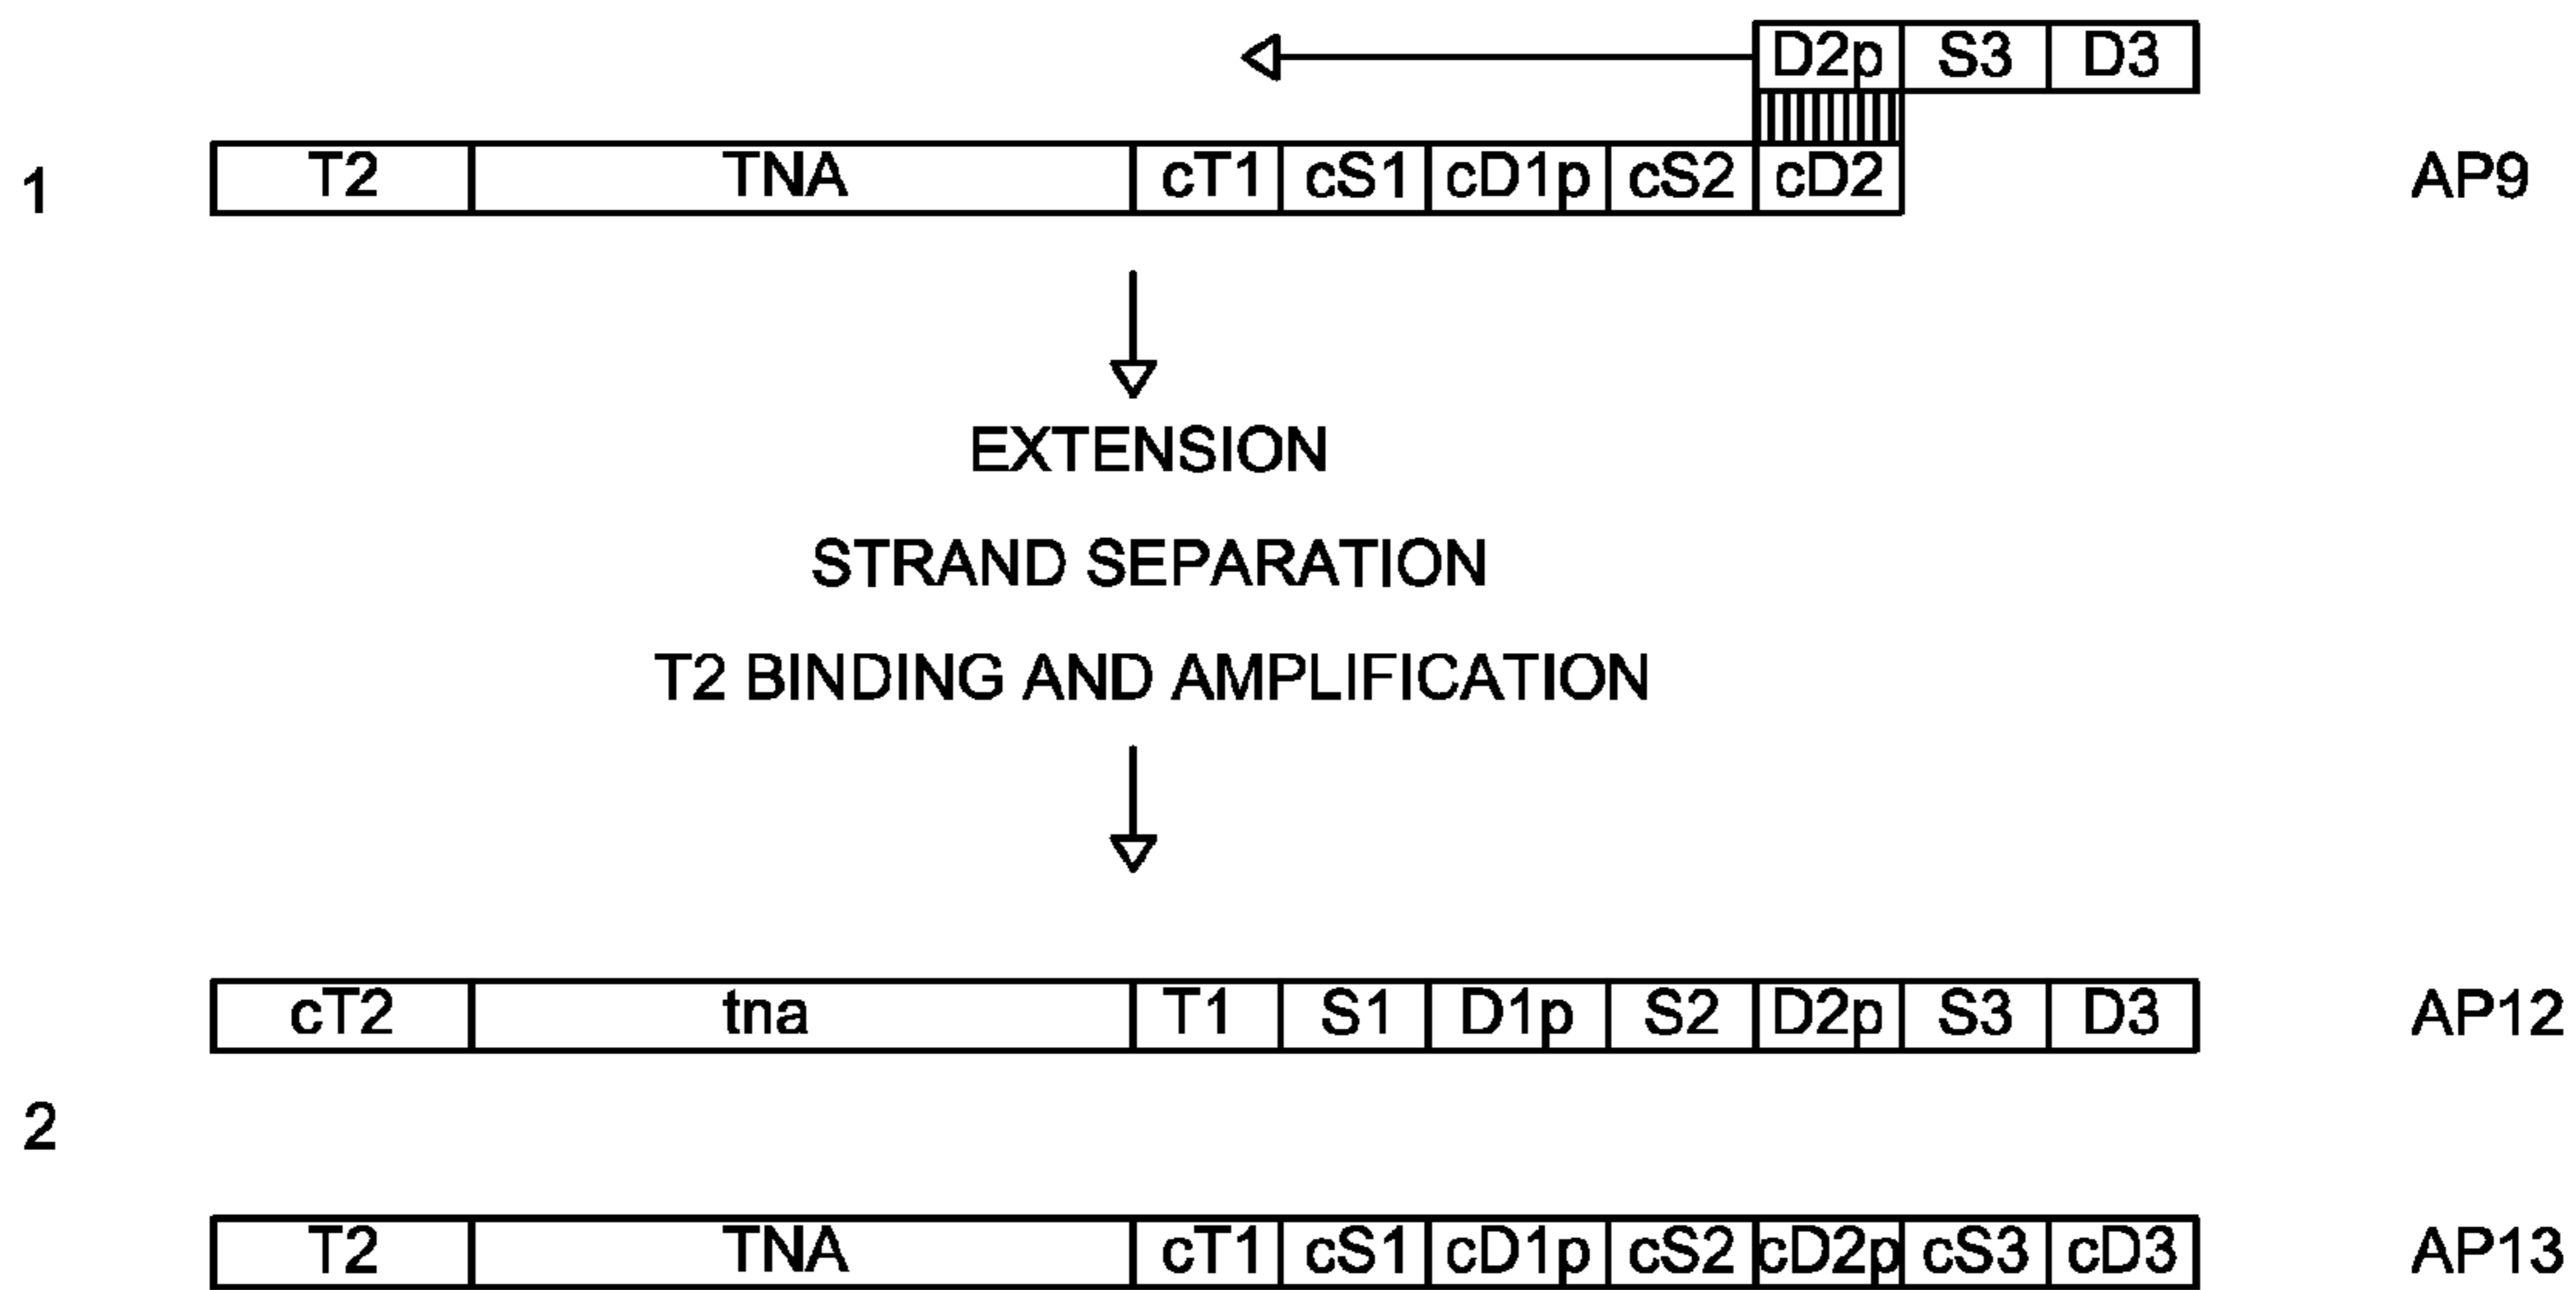 D2p S3 D3
1 T2 TNA cT1 cS1 cD1p cS2 cD2 AP9
EXTENSION
STRAND SEPARATION
T2 BINDING AND AMPLIFICATION
cT2 tna T1 S1 D1p S2 D2p S3 D3 AP12
2
T2 TNA cT1 cS1 cD1p cS2 cD2p cS3 cD3 AP13